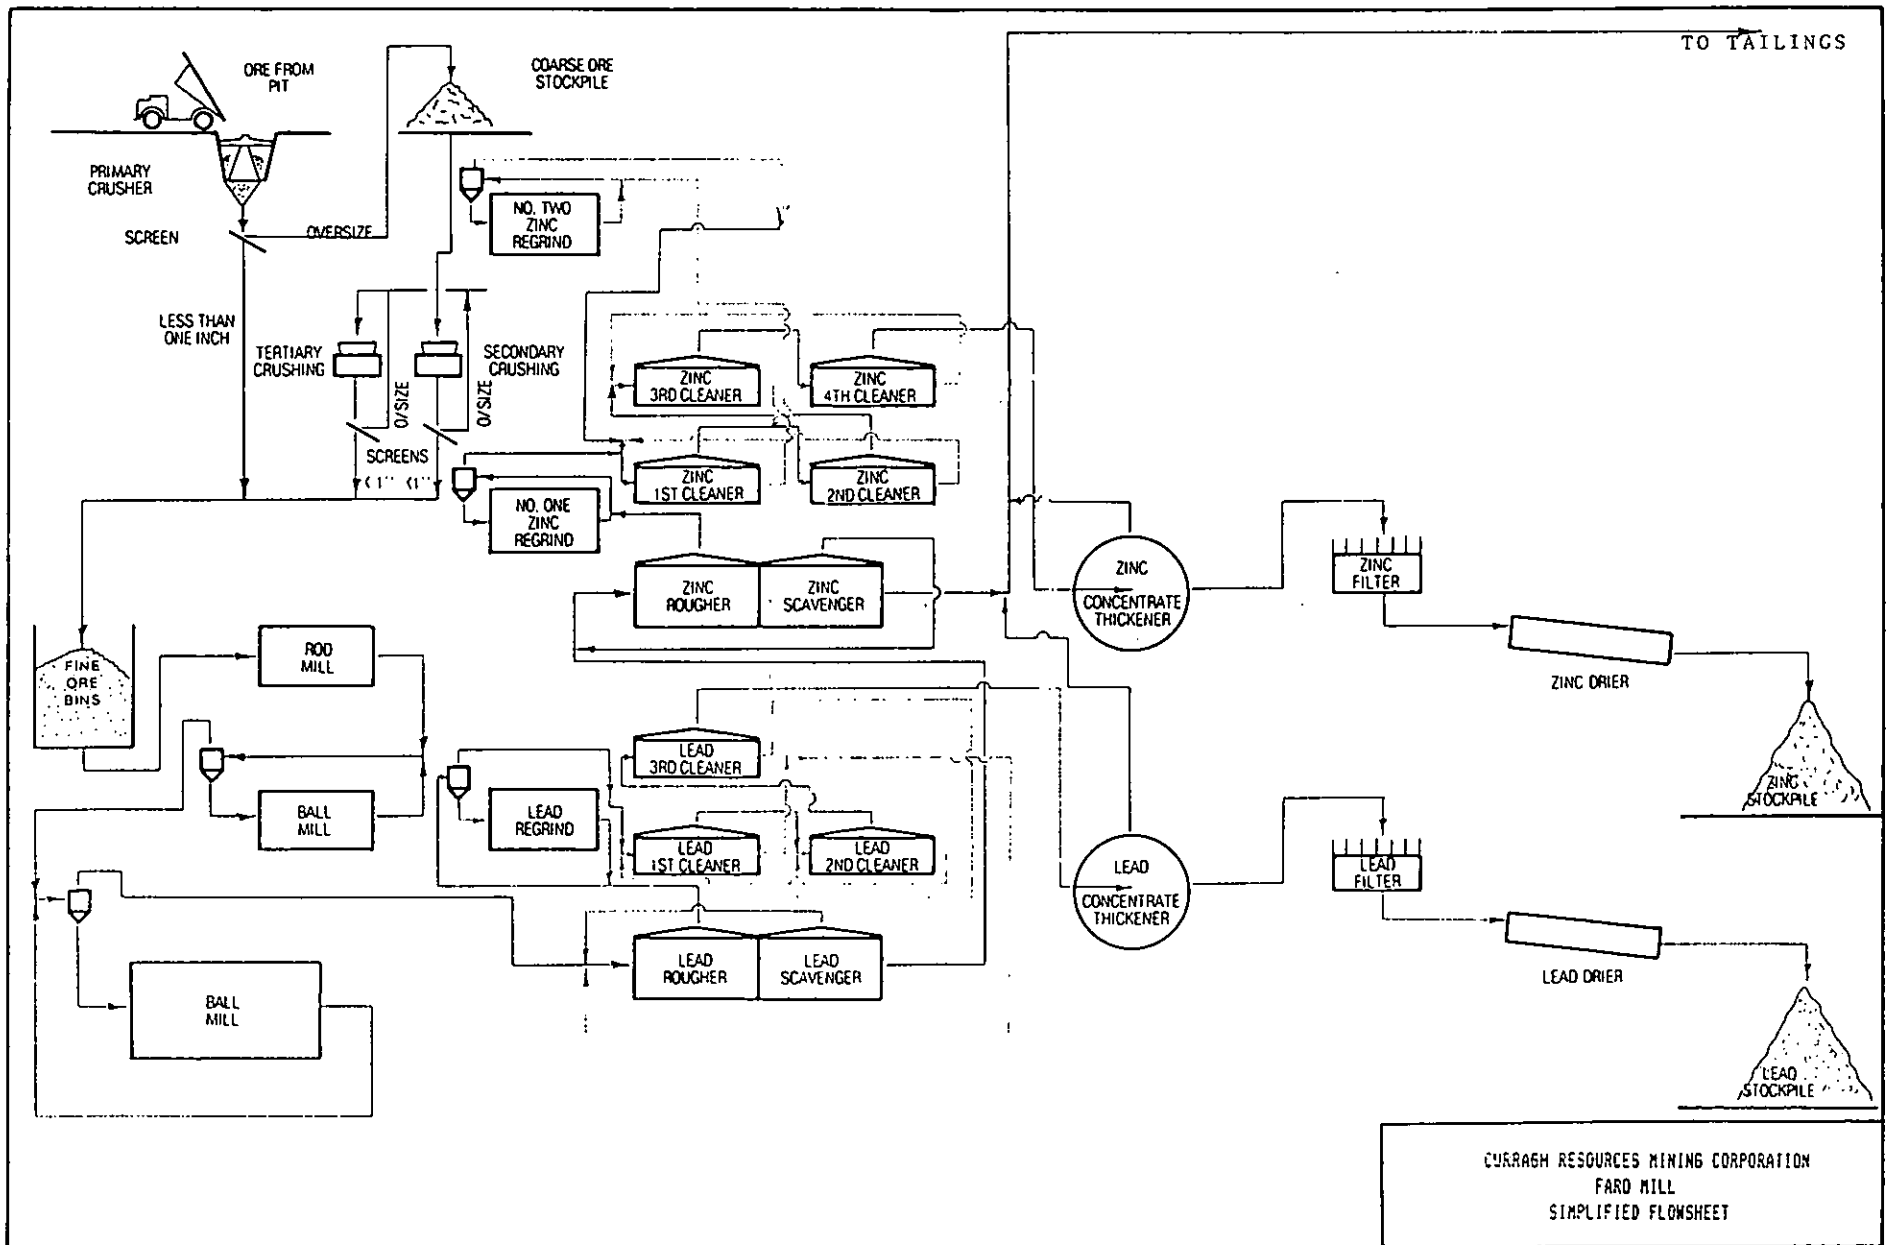 TO TAILINGS
ORE FROM
PIT
COARSE ORE
STOCKPILE
PRIMARY
CRUSHER
SCREEN
OVERSIZE
NO. TWO
ZINC
REGRIND
LESS THAN
ONE INCH
TERTIARY
CRUSHING
O/SIZE
SECONDARY
CRUSHING
O/SIZE
SCREENS
<1" <1"
ZINC
3RD CLEANER
ZINC
4TH CLEANER
ZINC
1ST CLEANER
ZINC
2ND CLEANER
NO. ONE
ZINC
REGRIND
ZINC
ROUGHER
ZINC
SCAVENGER
ZINC
CONCENTRATE
THICKENER
ZINC
FILTER
ZINC DRIER
ZINC
STOCKPILE
FINE
ORE
BINS
ROD
MILL
BALL
MILL
LEAD
REGRIND
LEAD
3RD CLEANER
LEAD
1ST CLEANER
LEAD
2ND CLEANER
LEAD
ROUGHER
LEAD
SCAVENGER
LEAD
CONCENTRATE
THICKENER
LEAD
FILTER
LEAD DRIER
LEAD
STOCKPILE
BALL
MILL
CURRAGH RESOURCES MINING CORPORATION
FARO MILL
SIMPLIFIED FLOWSHEET